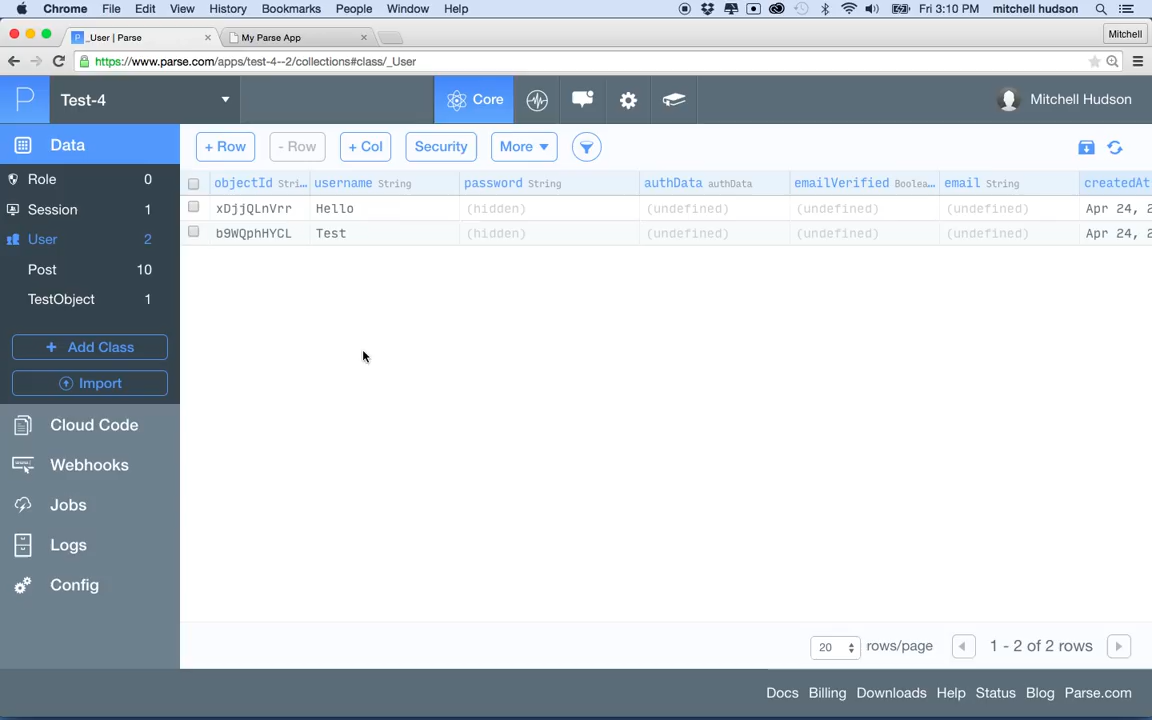 Chrome File Edit View History Bookmarks People Window Help Fri 3:10 PM mitchell hudson
_User | Parse My Parse App Mitchell
https://www.parse.com/apps/test-4--2/collections#class/_User
Test-4 Core Mitchell Hudson
Data + Row - Row + Col Security More
Role 0
Session 1
User 2
Post 10
TestObject 1
+ Add Class
Import
Cloud Code
Webhooks
Jobs
Logs
Config
objectId Stri... username String password String authData authData emailVerified Boolea... email String createdAt
xDjjQLnVrr Hello (hidden) (undefined) (undefined) (undefined) Apr 24, 2
b9WQphHYCL Test (hidden) (undefined) (undefined) (undefined) Apr 24, 2
20 rows/page 1 - 2 of 2 rows
Docs Billing Downloads Help Status Blog Parse.com